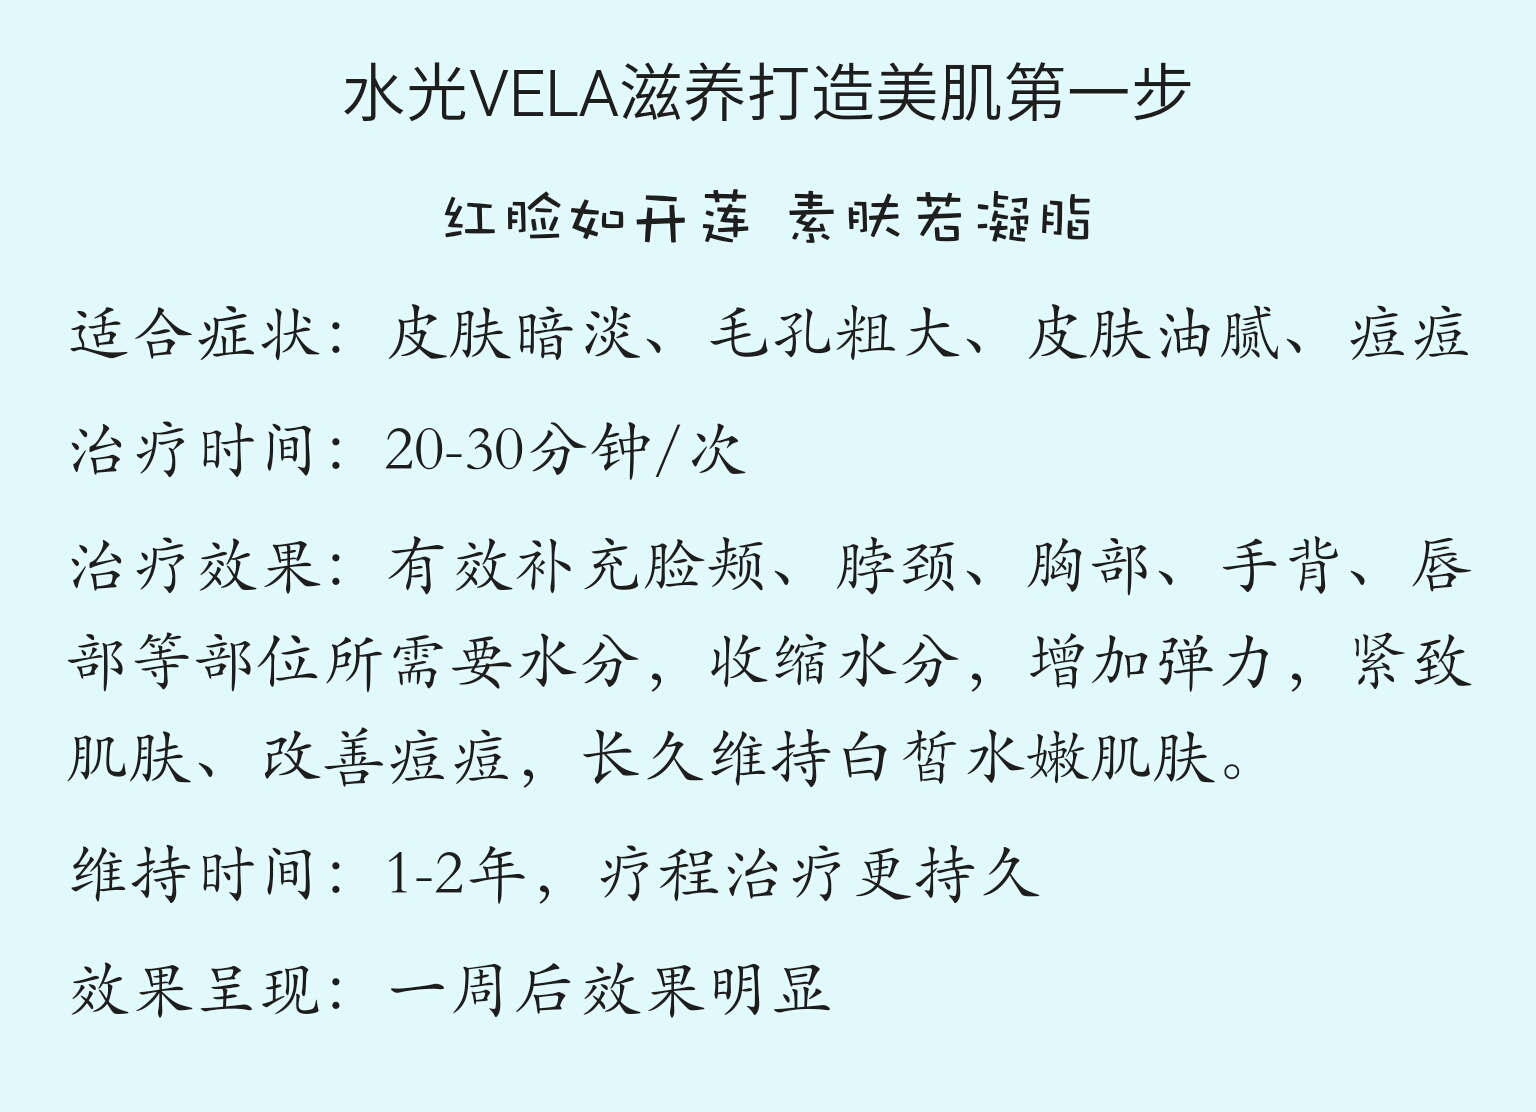 水光VELA滋养打造美肌第一步
红脸如开莲 素肤若凝脂
适合症状：皮肤暗淡、毛孔粗大、皮肤油腻、痘痘
治疗时间：20-30分钟/次
治疗效果：有效补充脸颊、脖颈、胸部、手背、唇
部等部位所需要水分，收缩水分，增加弹力，紧致
肌肤、改善痘痘，长久维持白皙水嫩肌肤。
维持时间：1-2年，疗程治疗更持久
效果呈现：一周后效果明显